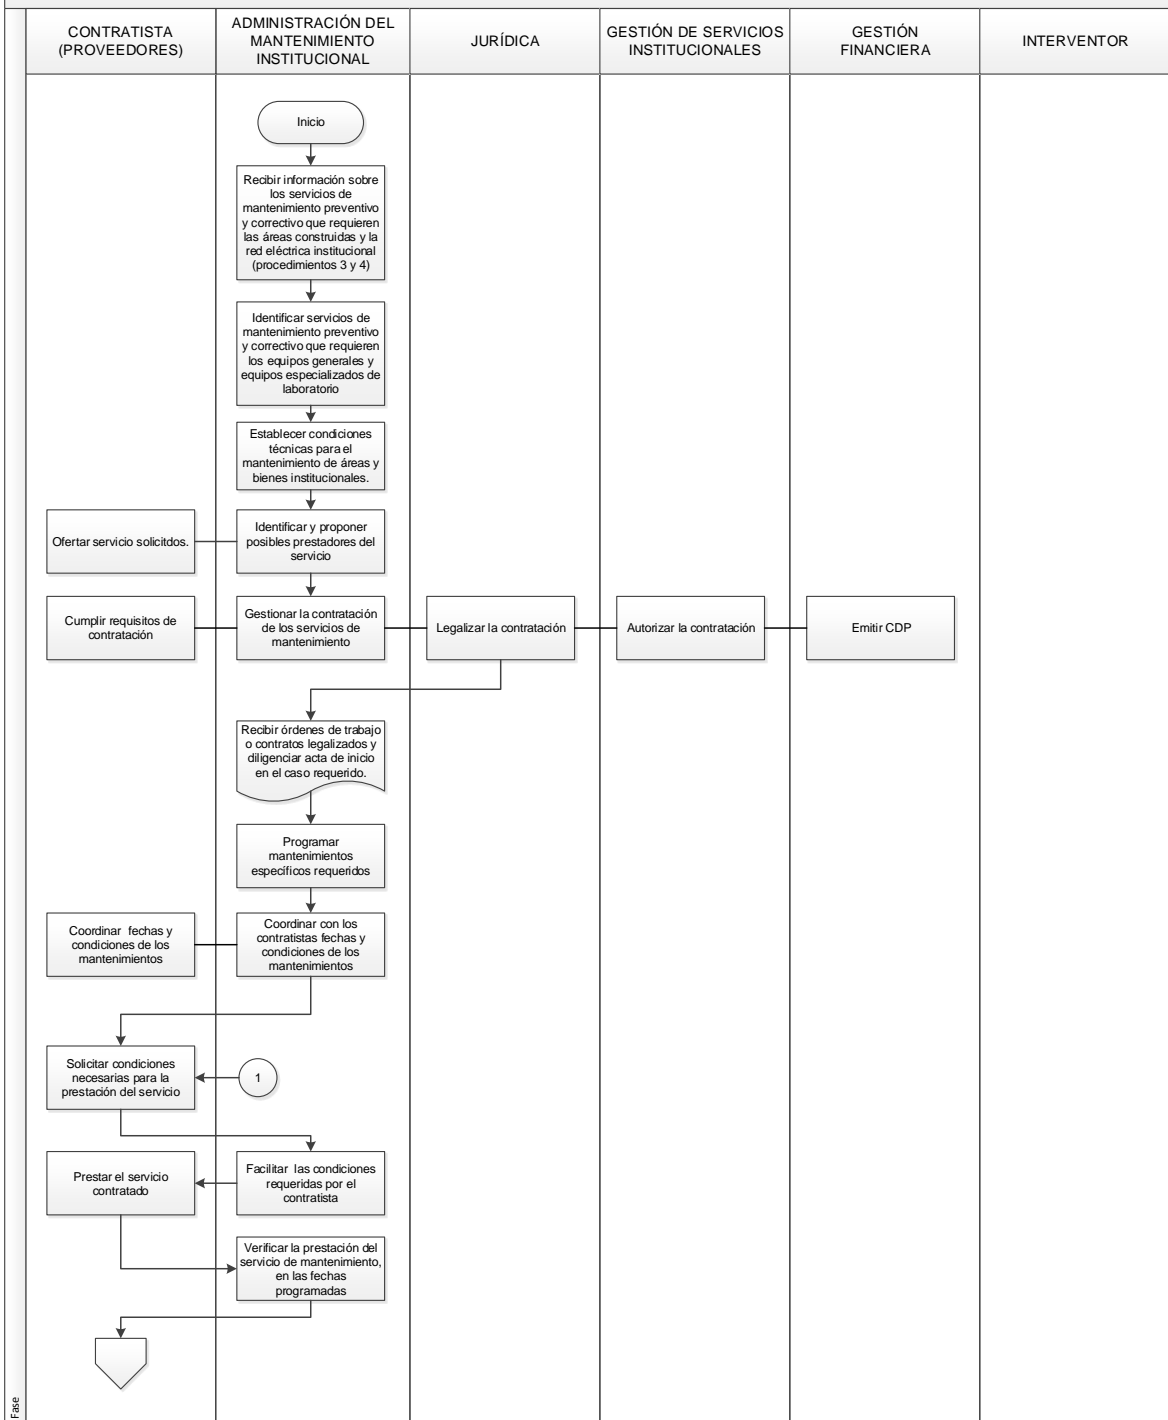 CONTRATISTA
(PROVEEDORES)
ADMINISTRACIÓN DEL
MANTENIMIENTO
INSTITUCIONAL
JURÍDICA
GESTIÓN DE SERVICIOS
INSTITUCIONALES
GESTIÓN
FINANCIERA
INTERVENTOR
Inicio
Recibir información sobre
los servicios de
mantenimiento preventivo
y correctivo que requieren
las áreas construidas y la
red eléctrica institucional
(procedimientos 3 y 4)
Identificar servicios de
mantenimiento preventivo
y correctivo que requieren
los equipos generales y
equipos especializados de
laboratorio
Establecer condiciones
técnicas para el
mantenimiento de áreas y
bienes institucionales.
Ofertar servicio solicitdos.
Identificar y proponer
posibles prestadores del
servicio
Cumplir requisitos de
contratación
Gestionar la contratación
de los servicios de
mantenimiento
Legalizar la contratación
Autorizar la contratación
Emitir CDP
Recibir órdenes de trabajo
o contratos legalizados y
diligenciar acta de inicio
en el caso requerido.
Programar
mantenimientos
específicos requeridos
Coordinar fechas y
condiciones de los
mantenimientos
Coordinar con los
contratistas fechas y
condiciones de los
mantenimientos
Solicitar condiciones
necesarias para la
prestación del servicio
1
Prestar el servicio
contratado
Facilitar las condiciones
requeridas por el
contratista
Verificar la prestación del
servicio de mantenimiento,
en las fechas
programadas
Fase